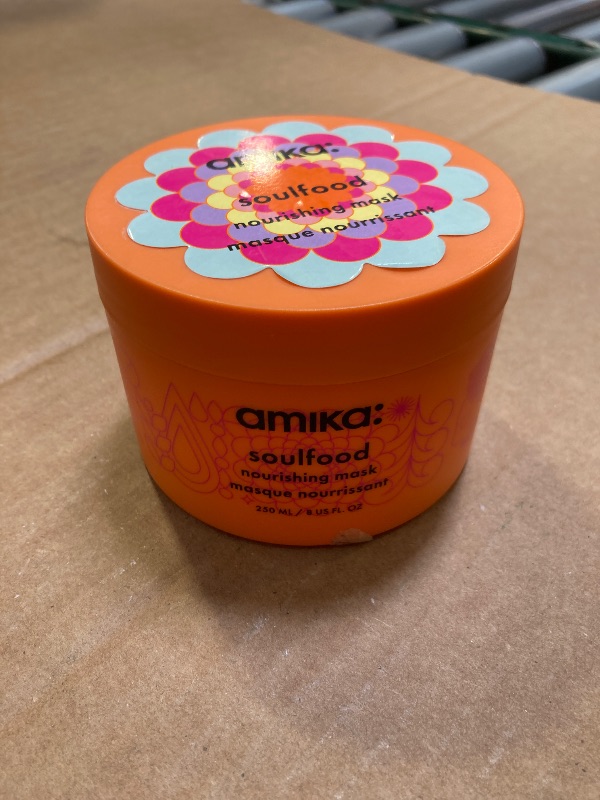 amika:
soulfood
nourishing mask
masque nourrissant
amika:
soulfood
nourishing mask
masque nourrissant
250 ML / 8 US FL. OZ